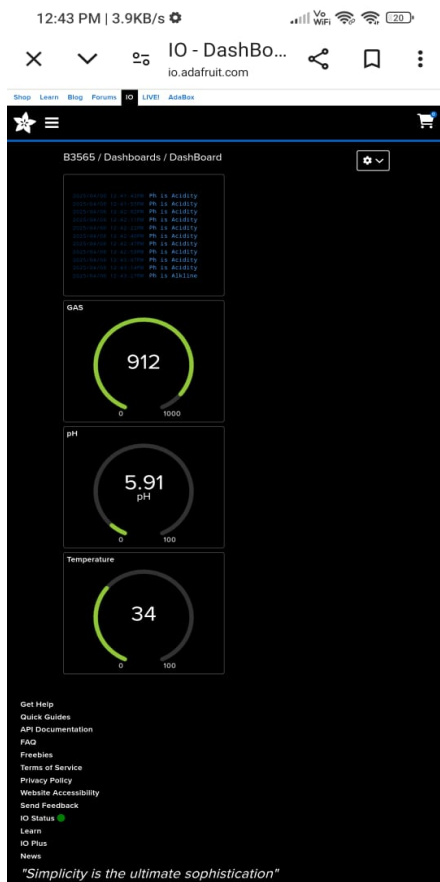 12:43 PM | 3.9KB/s
Vo
WiFi
20
IO - DashBo...
io.adafruit.com
Shop Learn Blog Forums IO LIVE! AdaBox
B3565 / Dashboards / DashBoard
Ph is Acidity
Ph is Acidity
Ph is Acidity
Ph is Acidity
Ph is Acidity
Ph is Acidity
Ph is Acidity
Ph is Acidity
Ph is Acidity
Ph is Acidity
Ph is Alkline
GAS
912
0 1000
pH
5.91
pH
0 100
Temperature
34
0 100
Get Help
Quick Guides
API Documentation
FAQ
Freebies
Terms of Service
Privacy Policy
Website Accessibility
Send Feedback
IO Status
Learn
IO Plus
News
"Simplicity is the ultimate sophistication"